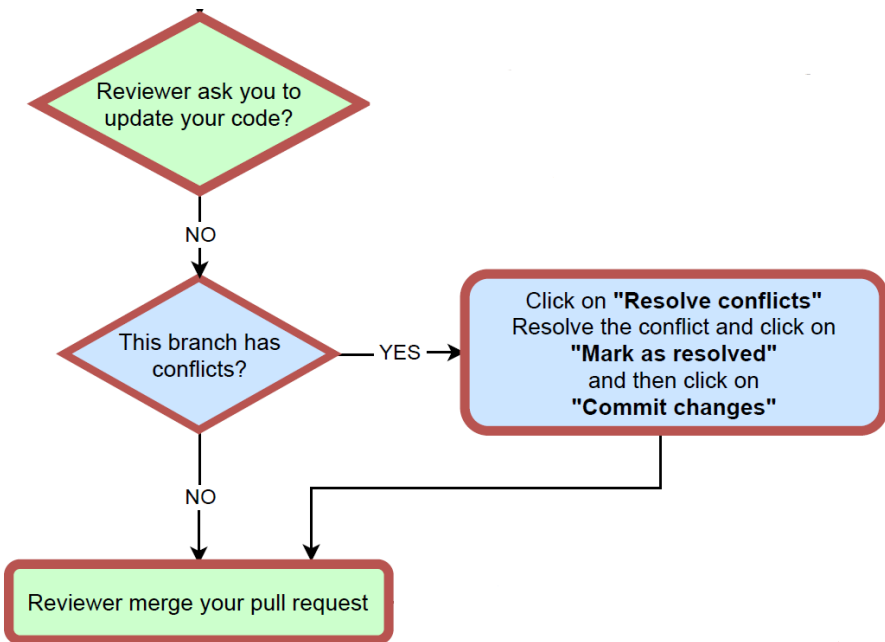 Reviewer ask you to
update your code?
NO
This branch has
conflicts?
YES
Click on "Resolve conflicts"
Resolve the conflict and click on
"Mark as resolved"
and then click on
"Commit changes"
NO
Reviewer merge your pull request